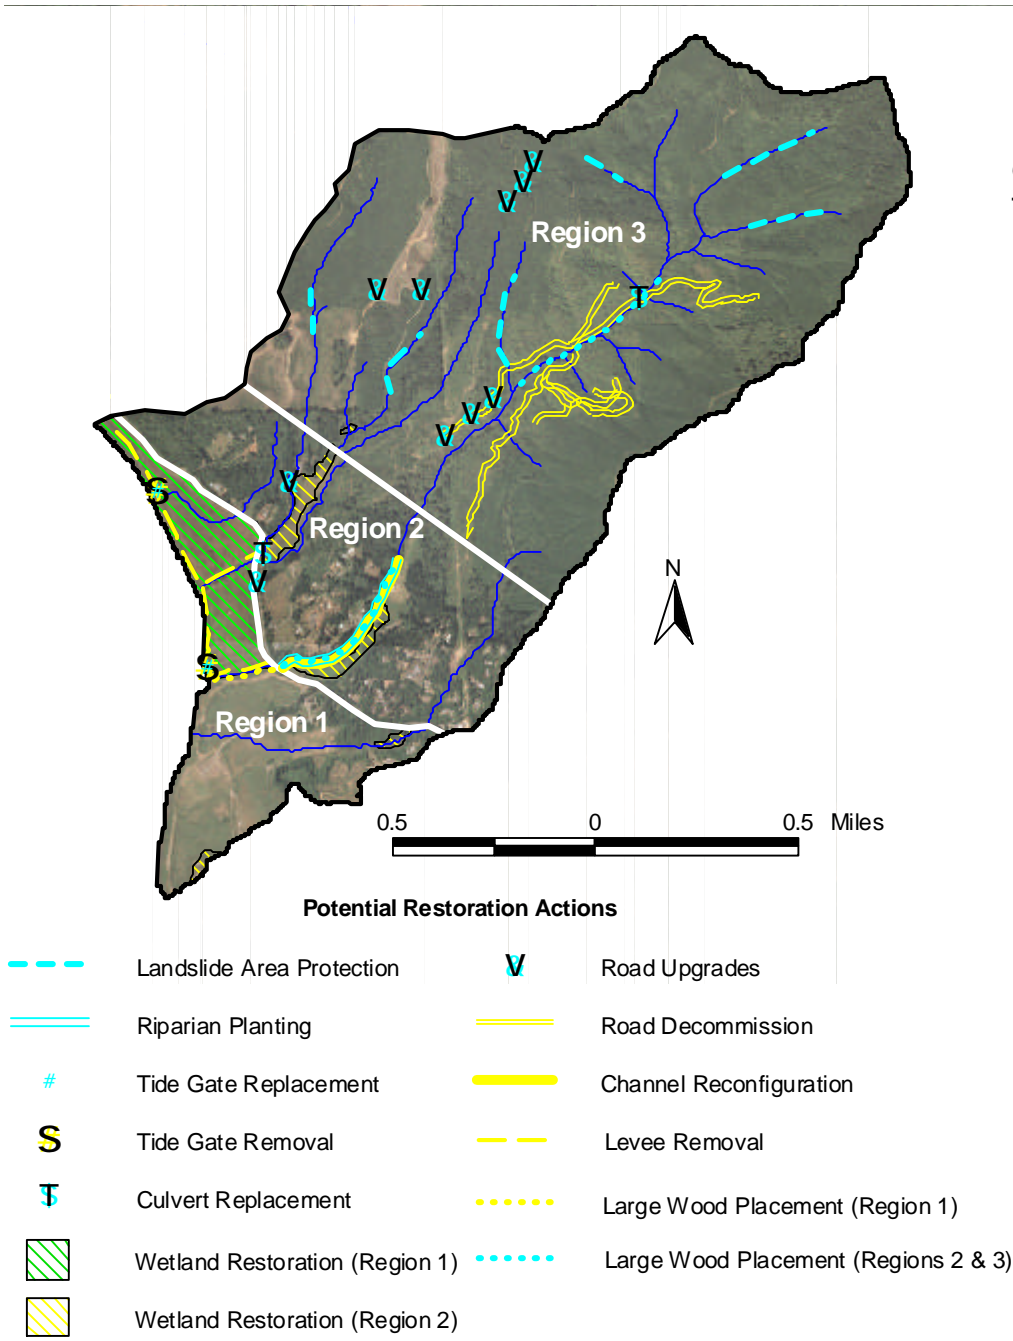 Region 3
Region 2
N
Region 1
0.5 0 0.5 Miles
Potential Restoration Actions
Landslide Area Protection
Riparian Planting
# Tide Gate Replacement
S Tide Gate Removal
T Culvert Replacement
Wetland Restoration (Region 1)
Wetland Restoration (Region 2)
V Road Upgrades
Road Decommission
Channel Reconfiguration
Levee Removal
Large Wood Placement (Region 1)
Large Wood Placement (Regions 2 & 3)